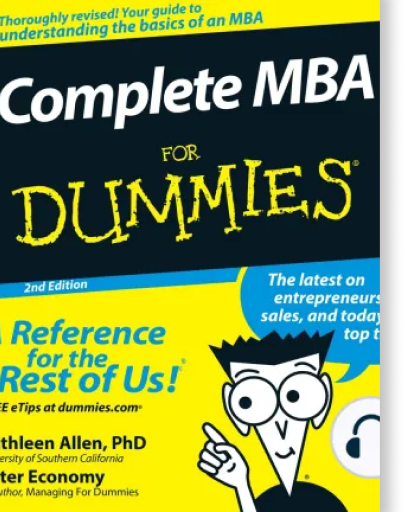 Thoroughly revised! Your guide to
understanding the basics of an MBA
Complete MBA
FOR
DUMMIES®
2nd Edition
The latest on
entrepreneurs
sales, and today
top t
A Reference
for the
Rest of Us!®
EE eTips at dummies.com®
thleen Allen, PhD
ersity of Southern California
ter Economy
uthor, Managing For Dummies